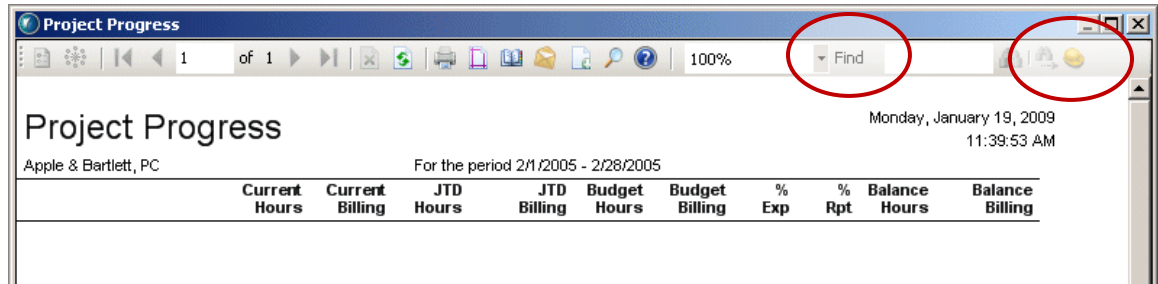 Project Progress
1 of 1 100% Find
Project Progress
Monday, January 19, 2009
11:39:53 AM
Apple & Bartlett, PC
For the period 2/1/2005 - 2/28/2005
Current Current JTD JTD Budget Budget % % Balance Balance
Hours Billing Hours Billing Hours Billing Exp Rpt Hours Billing